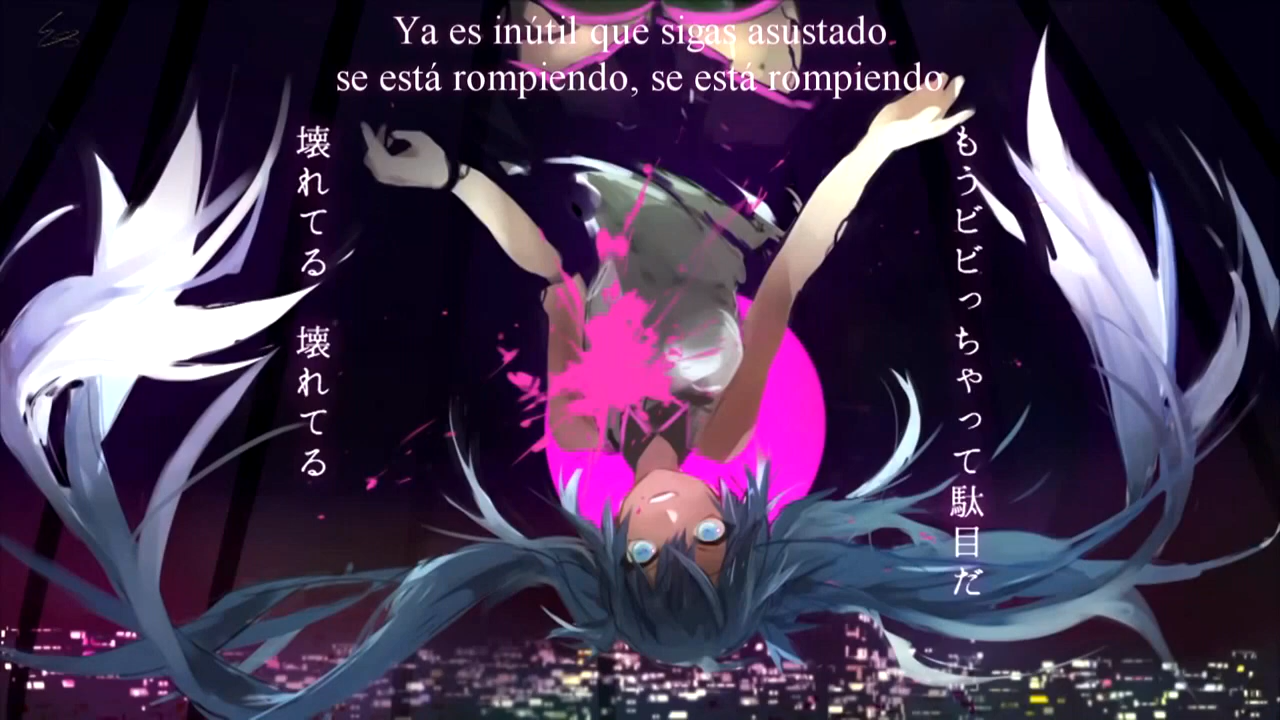 Ya es inútil que sigas asustado
se está rompiendo, se está rompiendo
もうビビっちゃって駄目だ
壊れてる 壊れてる